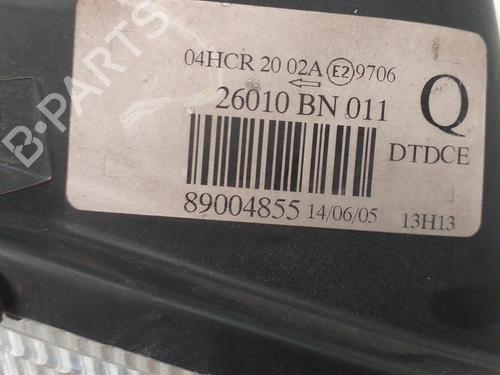 04HCR 20 02A E2 9706
26010 BN 011
Q
DTDCE
89004855 14/06/05 13H13
B-PARTS